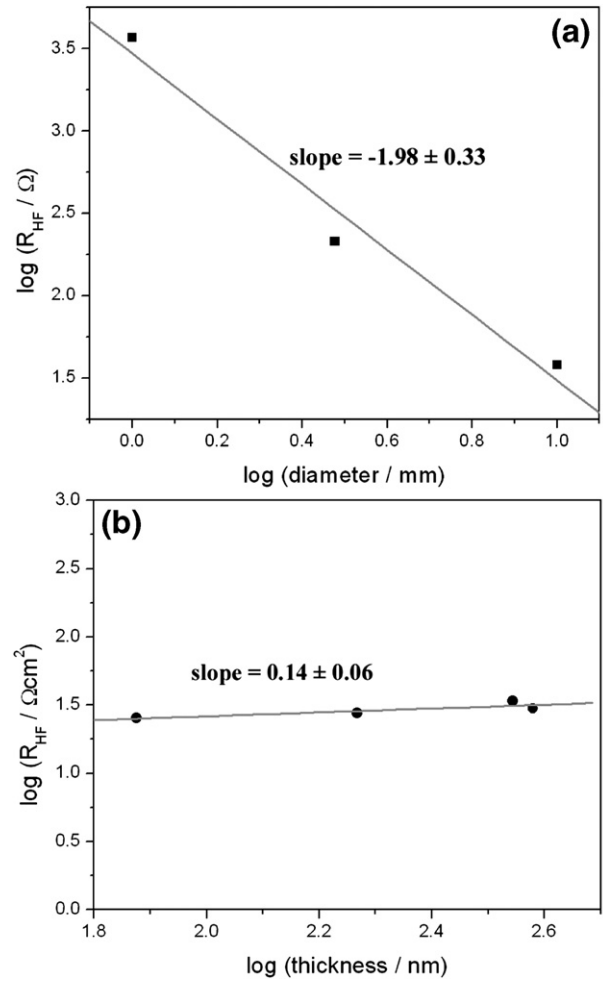 (a)
3.5
3.0
2.5
2.0
1.5
log (R_HF / Ω)
slope = -1.98 ± 0.33
0.0 0.2 0.4 0.6 0.8 1.0
log (diameter / mm)
(b)
3.0
2.5
2.0
1.5
1.0
0.5
0.0
log (R_HF / Ωcm²)
slope = 0.14 ± 0.06
1.8 2.0 2.2 2.4 2.6
log (thickness / nm)